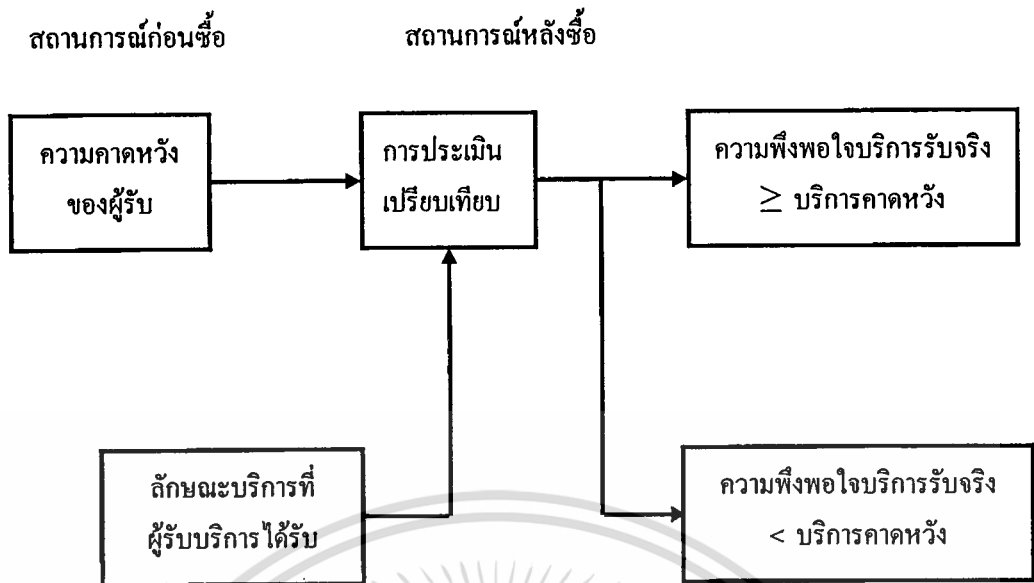 สถานการณ์ก่อนซื้อ
สถานการณ์หลังซื้อ
ความคาดหวัง
ของผู้รับ
การประเมิน
เปรียบเทียบ
ความพึงพอใจบริการรับจริง
≥ บริการคาดหวัง
ลักษณะบริการที่
ผู้รับบริการได้รับ
ความพึงพอใจบริการรับจริง
< บริการคาดหวัง